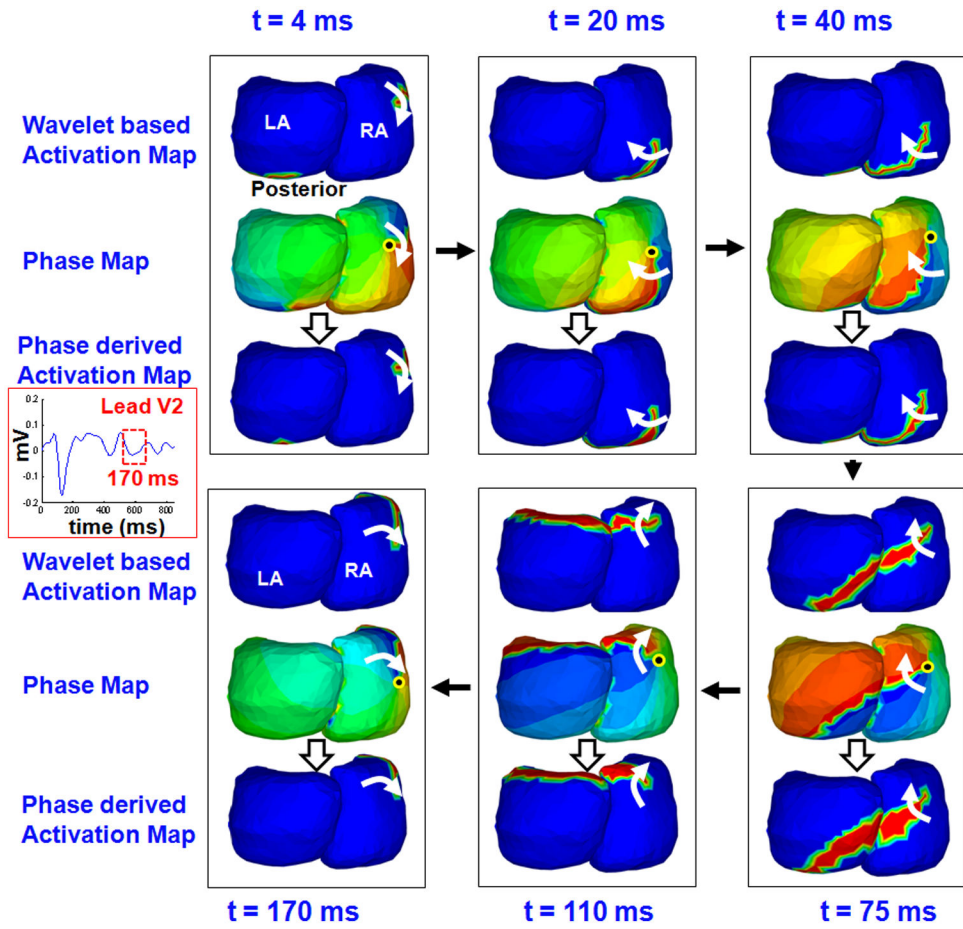 t = 4 ms
t = 20 ms
t = 40 ms
Wavelet based
Activation Map
LA
RA
Posterior
Phase Map
Phase derived
Activation Map
0.2
0.1
0
-0.1
-0.2
mV
Lead V2
170 ms
0
200
400
600
800
time (ms)
Wavelet based
Activation Map
LA
RA
Phase Map
Phase derived
Activation Map
t = 170 ms
t = 110 ms
t = 75 ms